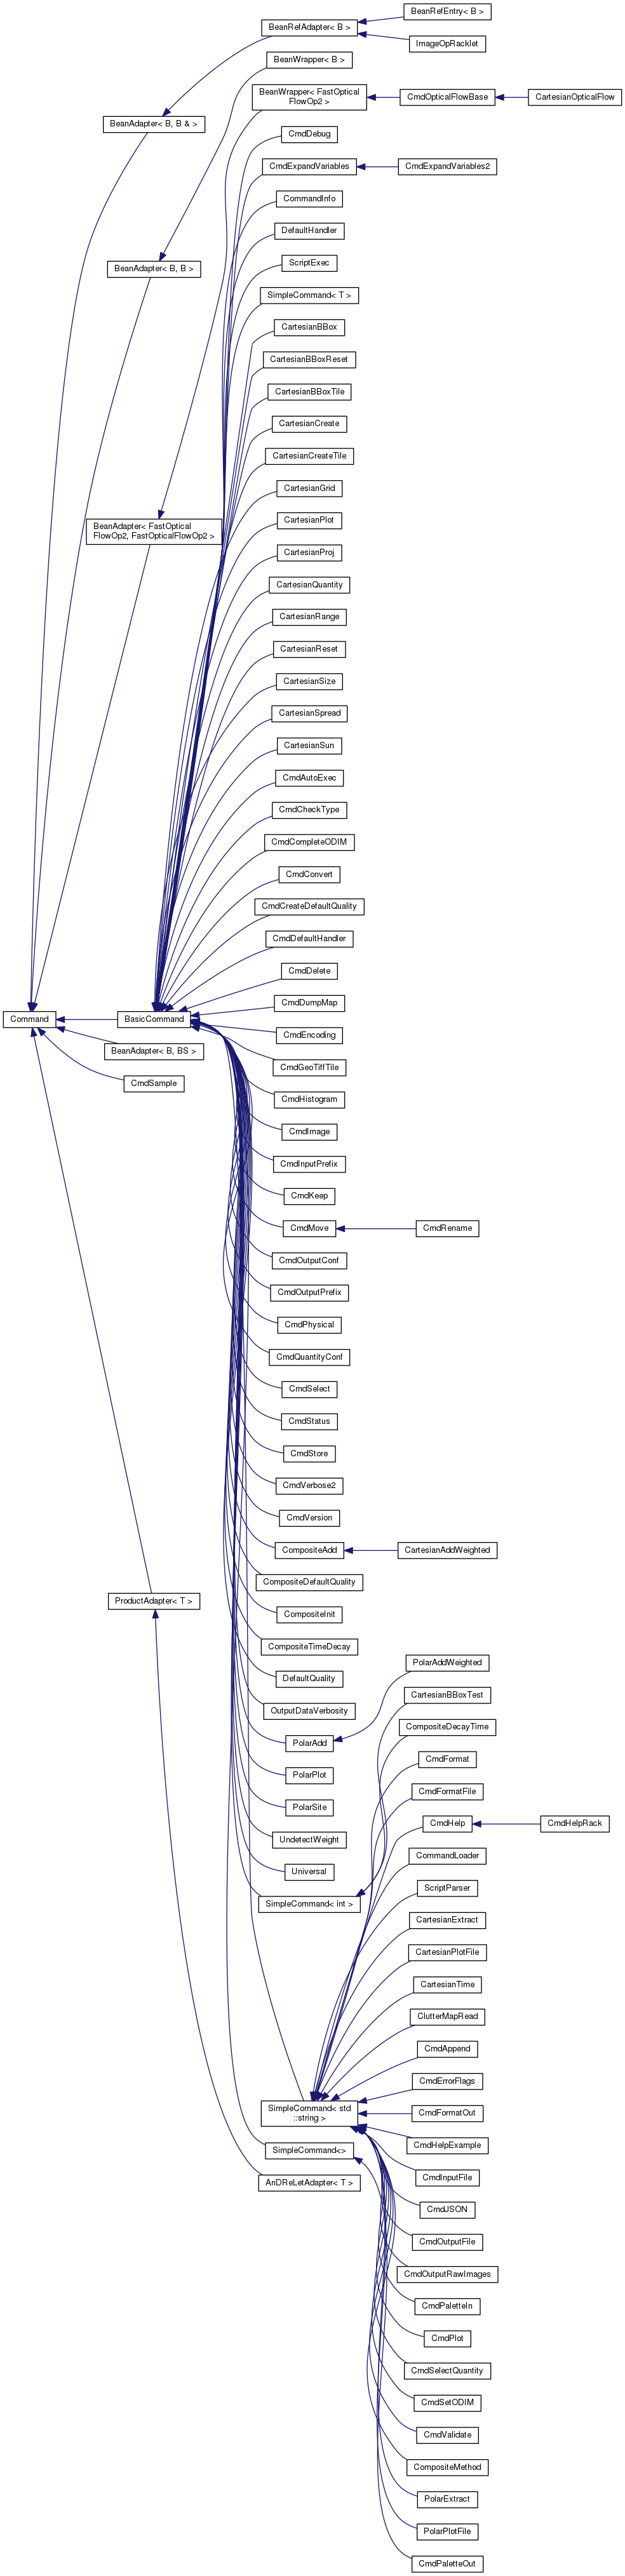 BeanRefEntry< B >
BeanRefAdapter< B >
ImageOpRacklet
BeanWrapper< B >
BeanWrapper< FastOptical
FlowOp2 >
CmdOpticalFlowBase
CartesianOpticalFlow
BeanAdapter< B, B & >
CmdDebug
CmdExpandVariables
CmdExpandVariables2
CommandInfo
DefaultHandler
ScriptExec
BeanAdapter< B, B >
SimpleCommand< T >
CartesianBBox
CartesianBBoxReset
CartesianBBoxTile
CartesianCreate
CartesianCreateTile
CartesianGrid
CartesianPlot
BeanAdapter< FastOptical
FlowOp2, FastOpticalFlowOp2 >
CartesianProj
CartesianQuantity
CartesianRange
CartesianReset
CartesianSize
CartesianSpread
CartesianSun
CmdAutoExec
CmdCheckType
CmdCompleteODIM
CmdConvert
CmdCreateDefaultQuality
CmdDefaultHandler
CmdDelete
CmdDumpMap
Command
BasicCommand
CmdEncoding
BeanAdapter< B, BS >
CmdGeoTiffTile
CmdSample
CmdHistogram
CmdImage
CmdInputPrefix
CmdKeep
CmdMove
CmdRename
CmdOutputConf
CmdOutputPrefix
CmdPhysical
CmdQuantityConf
CmdSelect
CmdStatus
CmdStore
CmdVerbose2
CmdVersion
CompositeAdd
CartesianAddWeighted
CompositeDefaultQuality
ProductAdapter< T >
CompositeInit
CompositeTimeDecay
PolarAddWeighted
DefaultQuality
CartesianBBoxTest
OutputDataVerbosity
CompositeDecayTime
PolarAdd
CmdFormat
PolarPlot
CmdFormatFile
PolarSite
CmdHelp
CmdHelpRack
UndetectWeight
CommandLoader
Universal
ScriptParser
SimpleCommand< int >
CartesianExtract
CartesianPlotFile
CartesianTime
ClutterMapRead
CmdAppend
CmdErrorFlags
SimpleCommand< std
::string >
CmdFormatOut
CmdHelpExample
SimpleCommand<>
CmdInputFile
AnDReLetAdapter< T >
CmdJSON
CmdOutputFile
CmdOutputRawImages
CmdPaletteIn
CmdPlot
CmdSelectQuantity
CmdSetODIM
CmdValidate
CompositeMethod
PolarExtract
PolarPlotFile
CmdPaletteOut